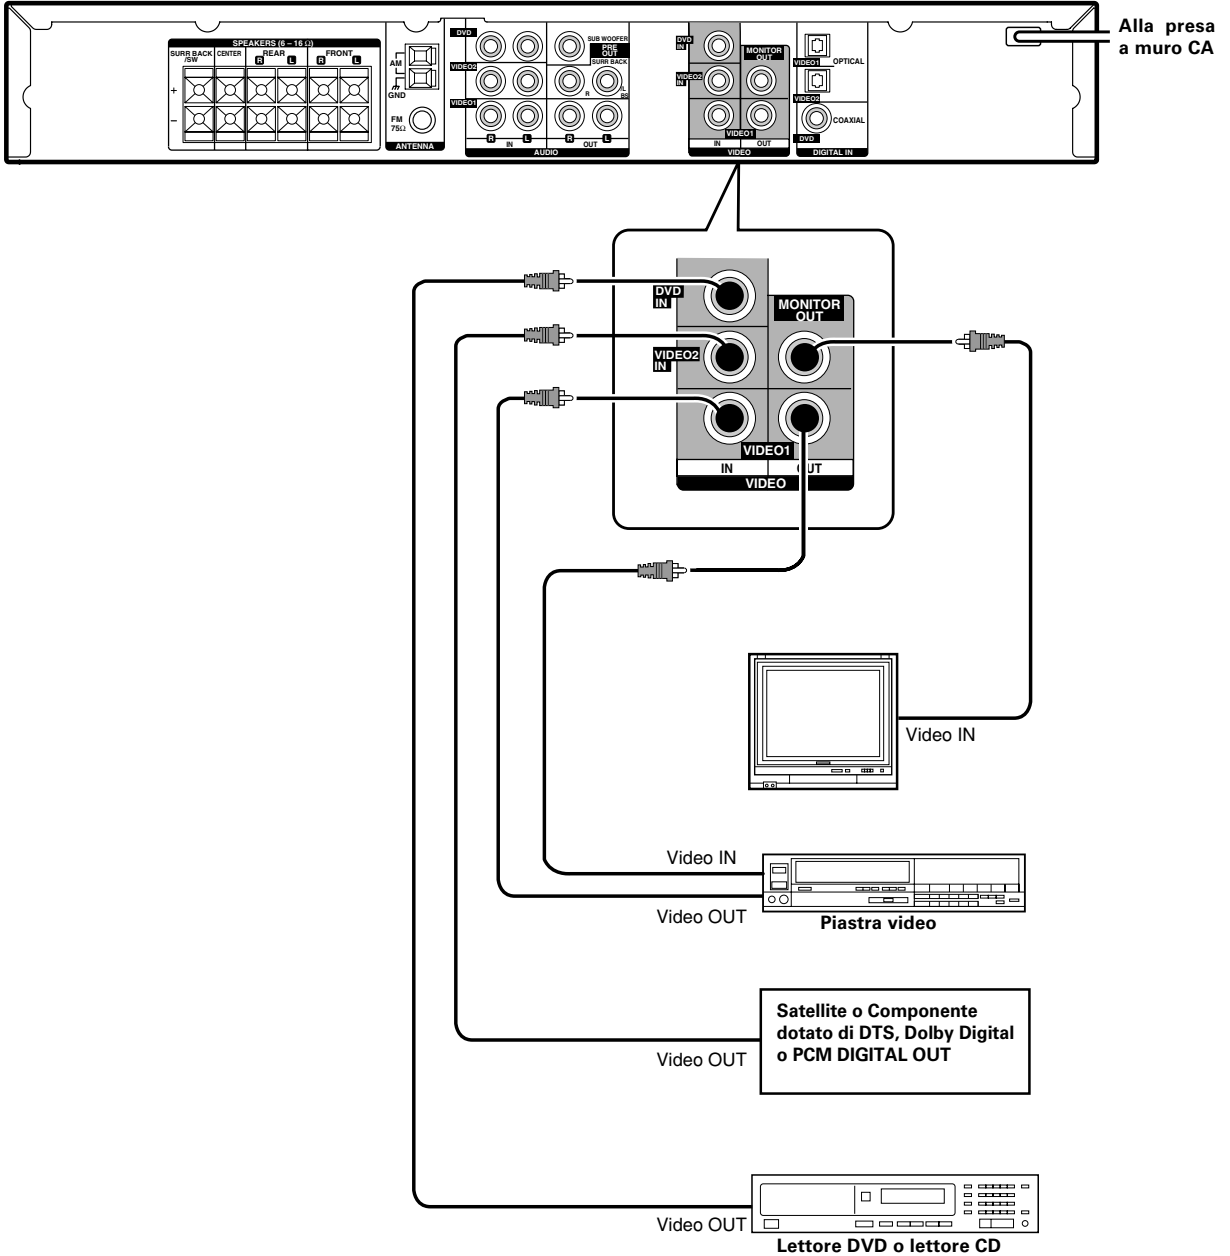 Alla presa
a muro CA
SPEAKERS (6 – 16 Ω)
SURR BACK
/SW
CENTER
REAR
R L
FRONT
R L
+
–
AM
GND
FM
75Ω
ANTENNA
DVD
VIDEO2
VIDEO1
SUB WOOFER
PRE
OUT
SURR BACK
R
/L
BS
R L R L
IN OUT
AUDIO
DVD
IN
VIDEO2
IN
MONITOR
OUT
VIDEO1
IN OUT
VIDEO
VIDEO1
OPTICAL
VIDEO2
COAXIAL
DVD
DIGITAL IN
DVD
IN
MONITOR
OUT
VIDEO2
IN
VIDEO1
IN OUT
VIDEO
Video IN
Video IN
Video OUT
Piastra video
Satellite o Componente
dotato di DTS, Dolby Digital
o PCM DIGITAL OUT
Video OUT
Video OUT
Lettore DVD o lettore CD